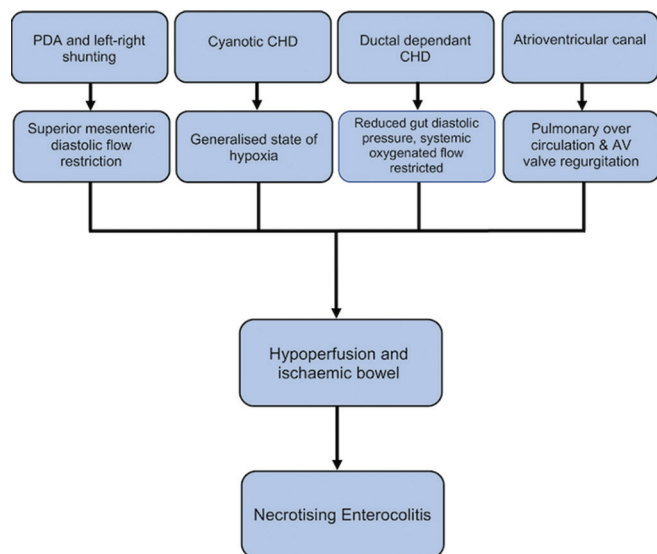 PDA and left-right
shunting
Cyanotic CHD
Ductal dependant
CHD
Atrioventricular canal
Superior mesenteric
diastolic flow
restriction
Generalised state of
hypoxia
Reduced gut diastolic
pressure, systemic
oxygenated flow
restricted
Pulmonary over
circulation & AV
valve regurgitation
Hypoperfusion and
ischaemic bowel
Necrotising Enterocolitis